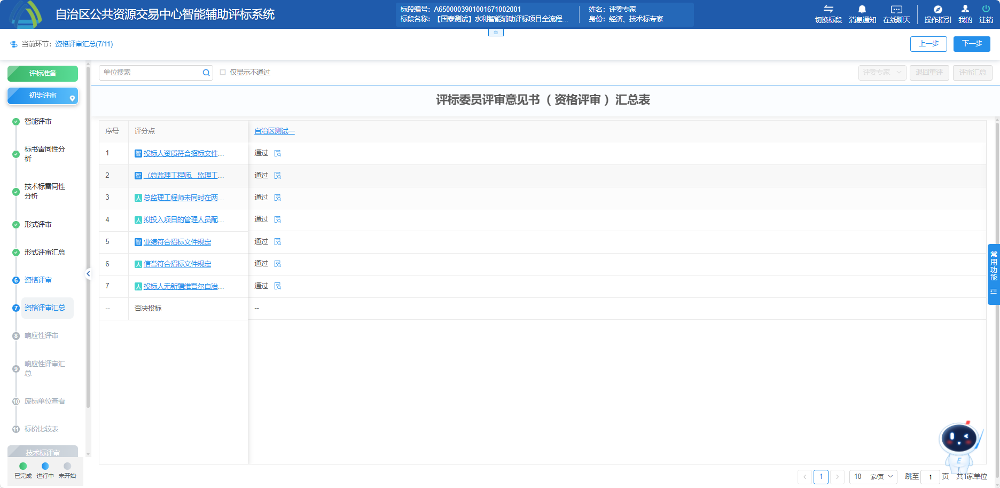 自治区公共资源交易中心智能辅助评标系统
标段编号：A6500003901001671002001
标段名称：【国泰测试】水利智能辅助评标项目全流程...
姓名：评委专家
身份：经济、技术标专家
切换标段
消息通知
在线聊天
操作指引
我的
注销
当前环节：资格评审汇总(7/11)
上一步
下一步
评标准备
初步评审
智能评审
标书雷同性分
析
技术标雷同性
分析
形式评审
形式评审汇总
6 资格评审
7 资格评审汇总
8 响应性评审
9 响应性评审汇
总
10 废标单位查看
11 标价比较表
技术标评审
已完成 进行中 未开始
单位搜索
仅显示不通过
评委专家
退回重评
评审汇总
评标委员评审意见书（资格评审）汇总表
序号 评分点 自治区测试一
1 智 投标人资质符合招标文件... 通过
2 智 （总监理工程师、监理工... 通过
3 人 总监理工程师未同时在两... 通过
4 人 拟投入项目的管理人员配... 通过
5 智 业绩符合招标文件规定 通过
6 人 信誉符合招标文件规定 通过
7 人 投标人无新疆维吾尔自治... 通过
-- 否决投标 --
常用功能
E
1
10 家/页
跳至 1 页 共1家单位